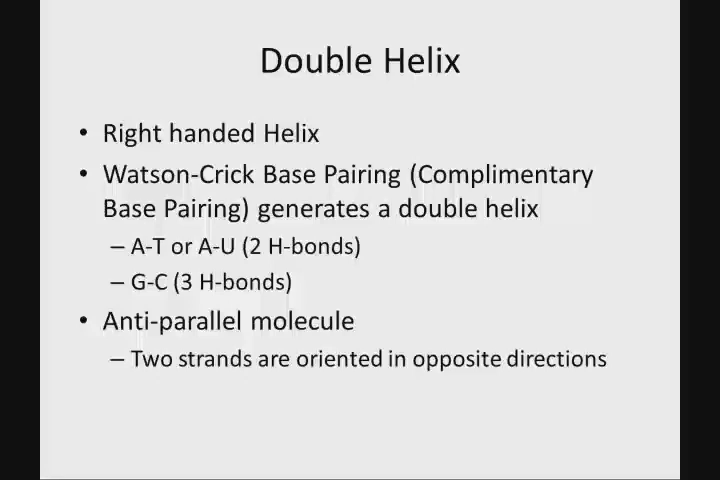 Double Helix
• Right handed Helix
• Watson-Crick Base Pairing (Complimentary
Base Pairing) generates a double helix
– A-T or A-U (2 H-bonds)
– G-C (3 H-bonds)
• Anti-parallel molecule
– Two strands are oriented in opposite directions